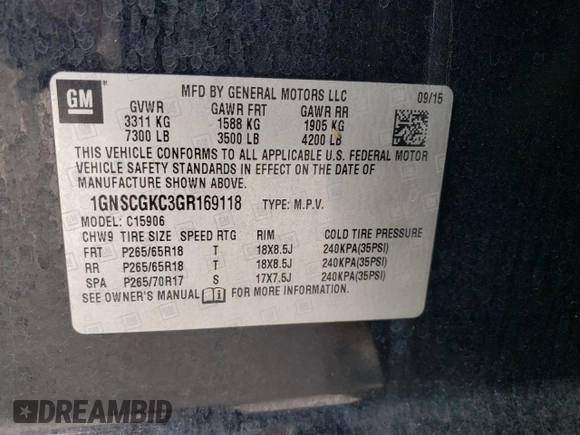 GM
MFD BY GENERAL MOTORS LLC
GVWR GAWR FRT GAWR RR 09/15
3311 KG 1588 KG 1905 KG
7300 LB 3500 LB 4200 LB
THIS VEHICLE CONFORMS TO ALL APPLICABLE U.S. FEDERAL MOTOR
VEHICLE SAFETY STANDARDS IN EFFECT ON THE DATE OF
MANUFACTURE SHOWN ABOVE.
1GNSCGKC3GR169118 TYPE: M.P.V.
MODEL: C15906
CHW9 TIRE SIZE SPEED RTG RIM COLD TIRE PRESSURE
FRT P265/65R18 T 18X8.5J 240KPA(35PSI)
RR P265/65R18 T 18X8.5J 240KPA(35PSI)
SPA P265/70R17 S 17X7.5J 240KPA(35PSI)
SEE OWNER'S MANUAL FOR MORE INFORMATION.
DREAMBID